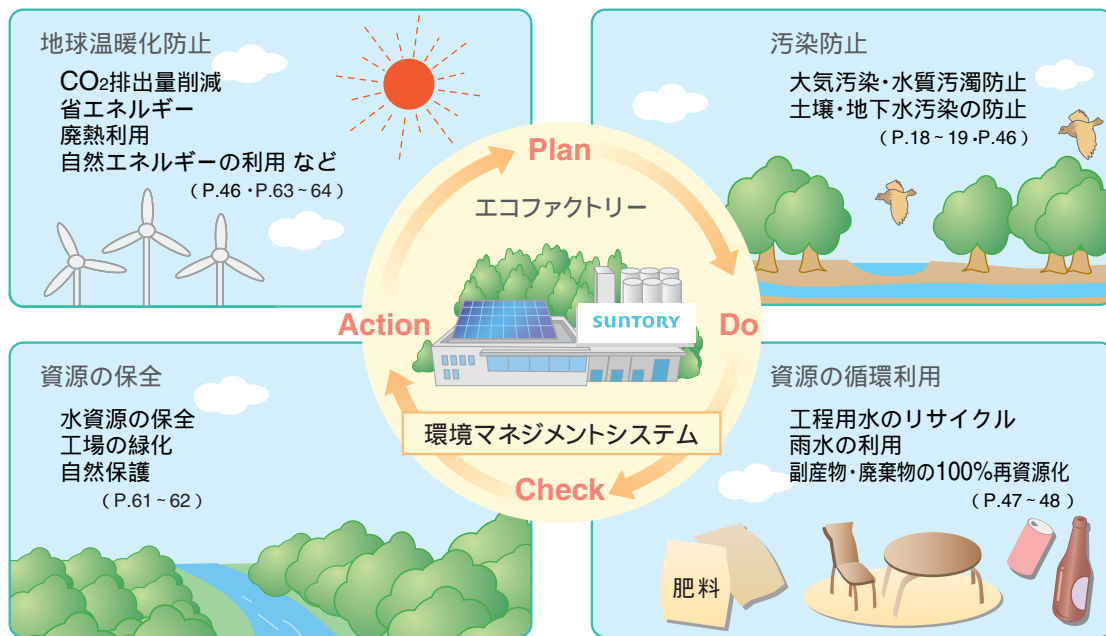 地球温暖化防止
CO2排出量削減
省エネルギー
廃熱利用
自然エネルギーの利用 など
（P.46・P.63~64）
汚染防止
大気汚染・水質汚濁防止
土壌・地下水汚染の防止
（P.18~19・P.46）
Plan
エコファクトリー
Action
SUNTORY
Do
環境マネジメントシステム
Check
資源の保全
水資源の保全
工場の緑化
自然保護
（P.61~62）
資源の循環利用
工程用水のリサイクル
雨水の利用
副産物・廃棄物の100%再資源化
（P.47~48）
肥料